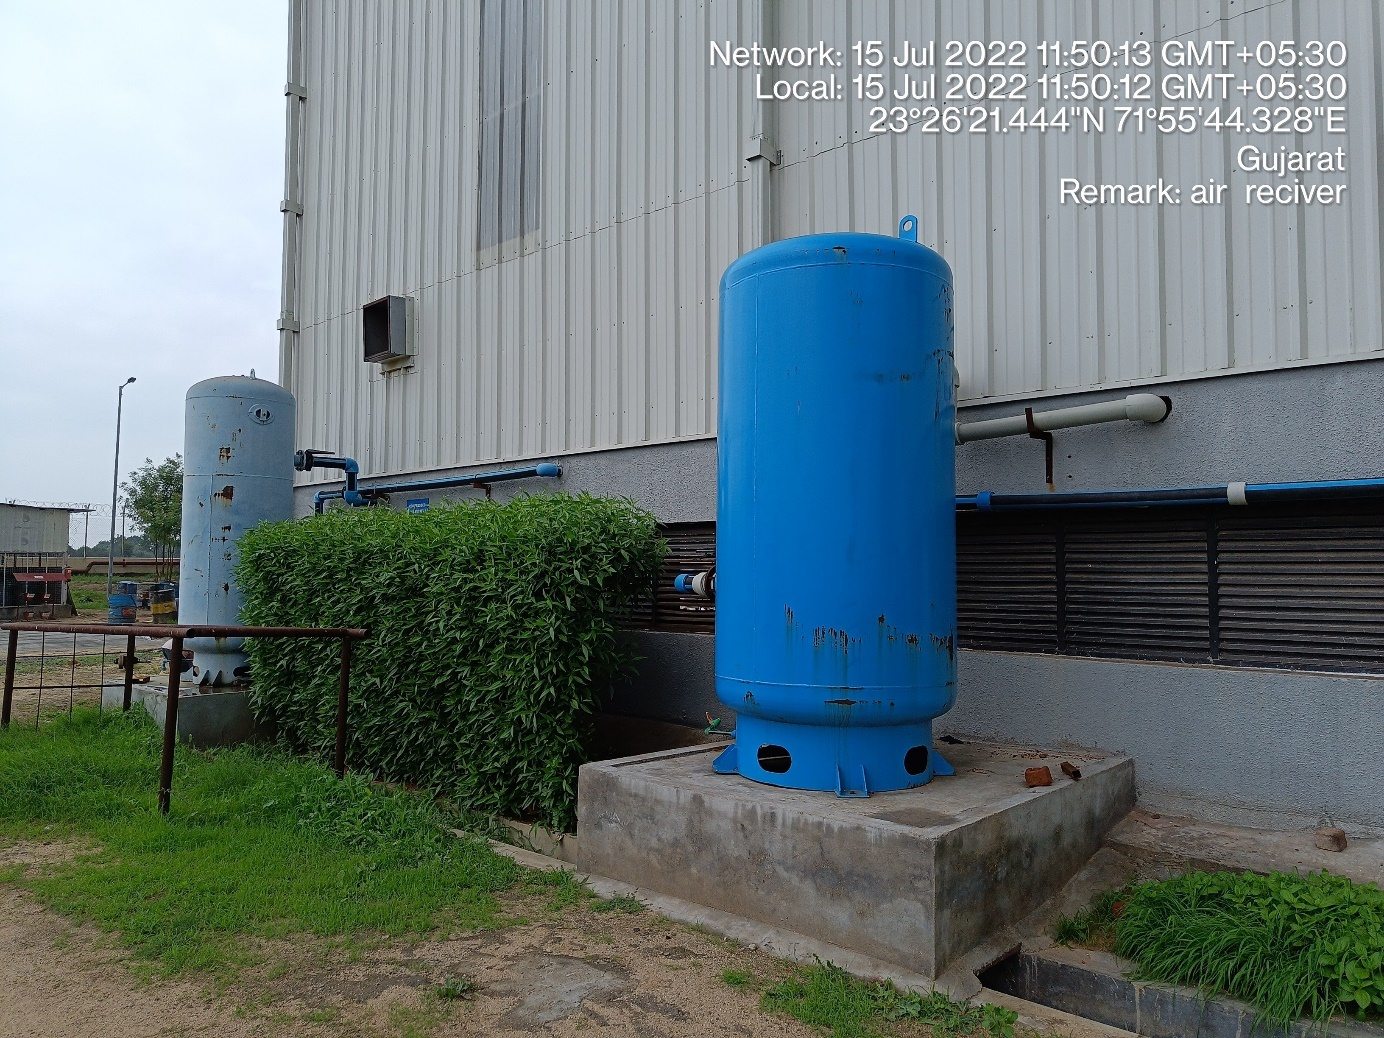 Network: 15 Jul 2022 11:50:13 GMT+05:30
Local: 15 Jul 2022 11:50:12 GMT+05:30
23°26'21.444"N 71°55'44.328"E
Gujarat
Remark: air  reciver